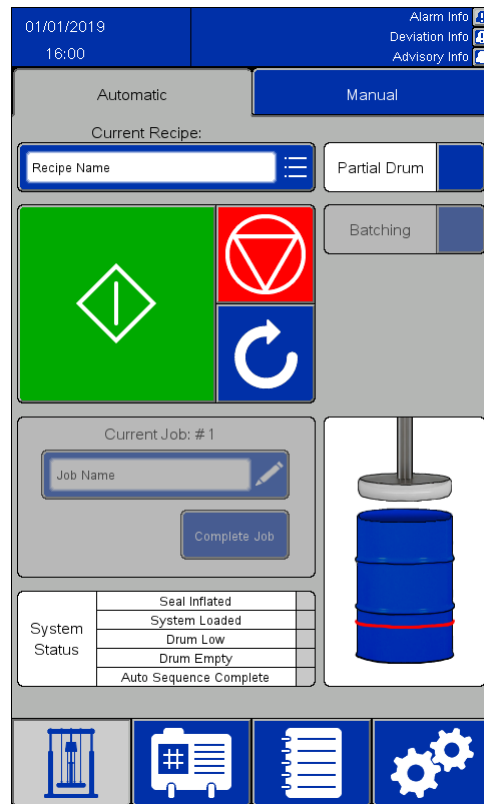 01/01/2019
16:00
Alarm Info
Deviation Info
Advisory Info
Automatic
Manual
Current Recipe:
Recipe Name
Partial Drum
Batching
Current Job: # 1
Job Name
Complete Job
System
Status
Seal Inflated
System Loaded
Drum Low
Drum Empty
Auto Sequence Complete
#